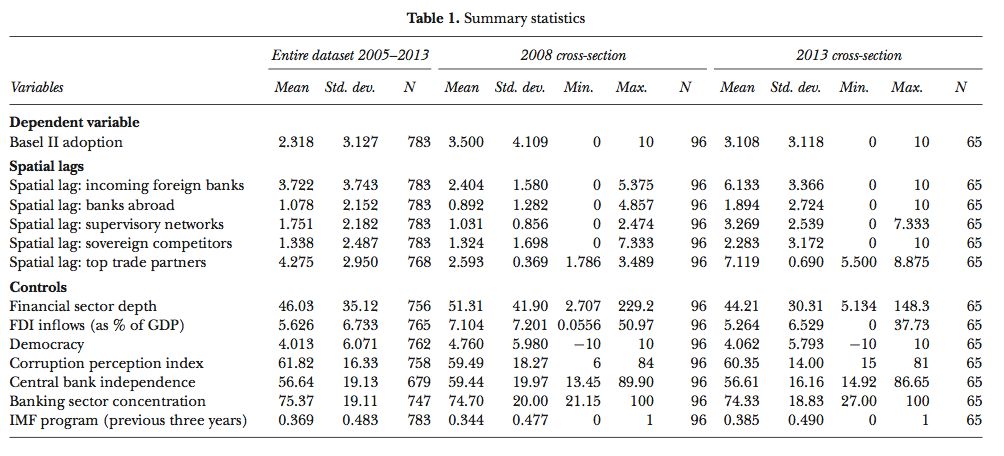 Table 1. Summary statistics
Entire dataset 2005–2013 2008 cross-section 2013 cross-section
Variables Mean Std. dev. N Mean Std. dev. Min. Max. N Mean Std. dev. Min. Max. N
Dependent variable
Basel II adoption 2.318 3.127 783 3.500 4.109 0 10 96 3.108 3.118 0 10 65
Spatial lags
Spatial lag: incoming foreign banks 3.722 3.743 783 2.404 1.580 0 5.375 96 6.133 3.366 0 10 65
Spatial lag: banks abroad 1.078 2.152 783 0.892 1.282 0 4.857 96 1.894 2.724 0 10 65
Spatial lag: supervisory networks 1.751 2.182 783 1.031 0.856 0 2.474 96 3.269 2.539 0 7.333 65
Spatial lag: sovereign competitors 1.338 2.487 783 1.324 1.698 0 7.333 96 2.283 3.172 0 10 65
Spatial lag: top trade partners 4.275 2.950 768 2.593 0.369 1.786 3.489 96 7.119 0.690 5.500 8.875 65
Controls
Financial sector depth 46.03 35.12 756 51.31 41.90 2.707 229.2 96 44.21 30.31 5.134 148.3 65
FDI inflows (as % of GDP) 5.626 6.733 765 7.104 7.201 0.0556 50.97 96 5.264 6.529 0 37.73 65
Democracy 4.013 6.071 762 4.760 5.980 −10 10 96 4.062 5.793 −10 10 65
Corruption perception index 61.82 16.33 758 59.49 18.27 6 84 96 60.35 14.00 15 81 65
Central bank independence 56.64 19.13 679 59.44 19.97 13.45 89.90 96 56.61 16.16 14.92 86.65 65
Banking sector concentration 75.37 19.11 747 74.70 20.00 21.15 100 96 74.33 18.83 27.00 100 65
IMF program (previous three years) 0.369 0.483 783 0.344 0.477 0 1 96 0.385 0.490 0 1 65